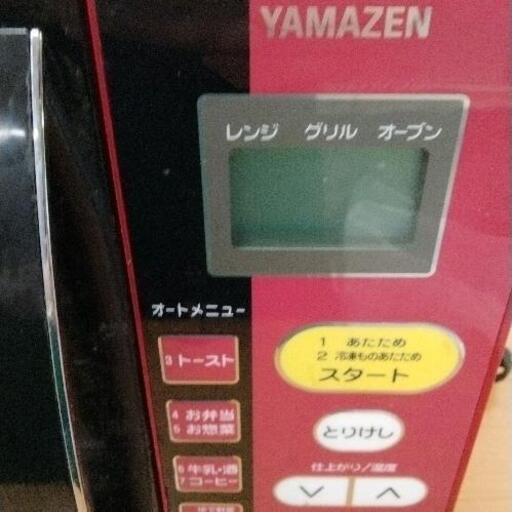 YAMAZEN
レンジ グリル オーブン
オートメニュー
1 あたため
2 冷凍ものあたため
スタート
3 トースト
4 お弁当
5 お惣菜
とりけし
6 牛乳・酒
7 コーヒー
仕上がり/温度